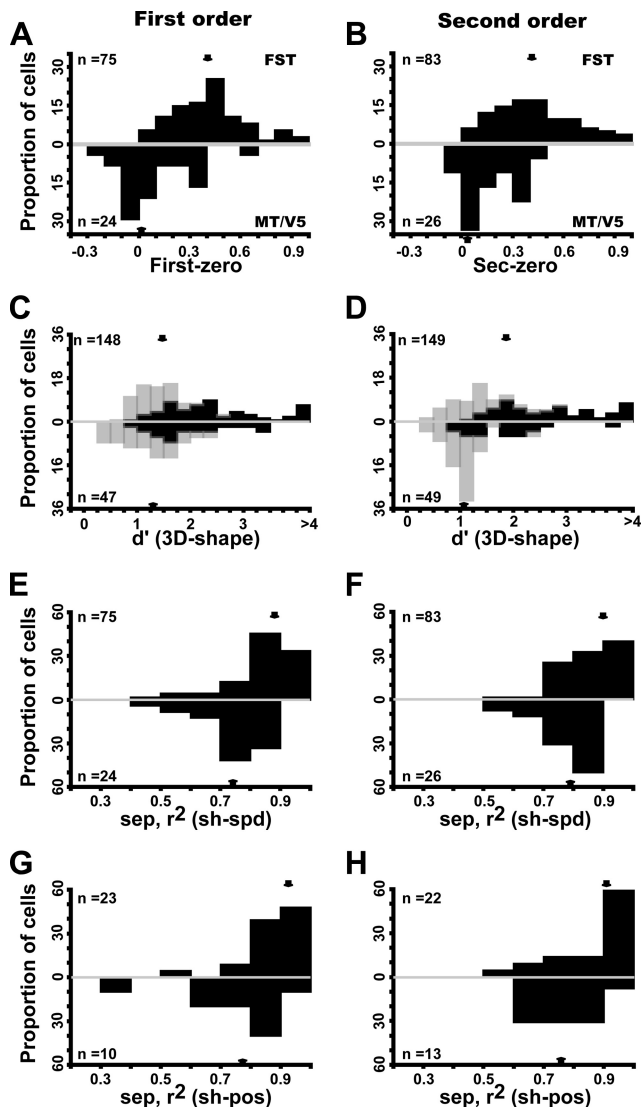 First order
Second order
A
n =75
FST
Proportion of cells
15
0
15
30
n =24
MT/V5
-0.3 0 0.3 0.6 0.9
First-zero
B
n =83
FST
15
0
15
30
n =26
MT/V5
-0.3 0 0.3 0.6 0.9
Sec-zero
C
n =148
Proportion of cells
36
18
0
16
36
n =47
0 1 2 3 >4
d' (3D-shape)
D
n =149
36
18
0
16
36
n =49
0 1 2 3 >4
d' (3D-shape)
E
n =75
Proportion of cells
60
30
0
30
60
n =24
0.3 0.5 0.7 0.9
sep, r² (sh-spd)
F
n =83
60
30
0
30
60
n =26
0.3 0.5 0.7 0.9
sep, r² (sh-spd)
G
n =23
Proportion of cells
60
30
0
30
60
n =10
0.3 0.5 0.7 0.9
sep, r² (sh-pos)
H
n =22
60
30
0
30
60
n =13
0.3 0.5 0.7 0.9
sep, r² (sh-pos)